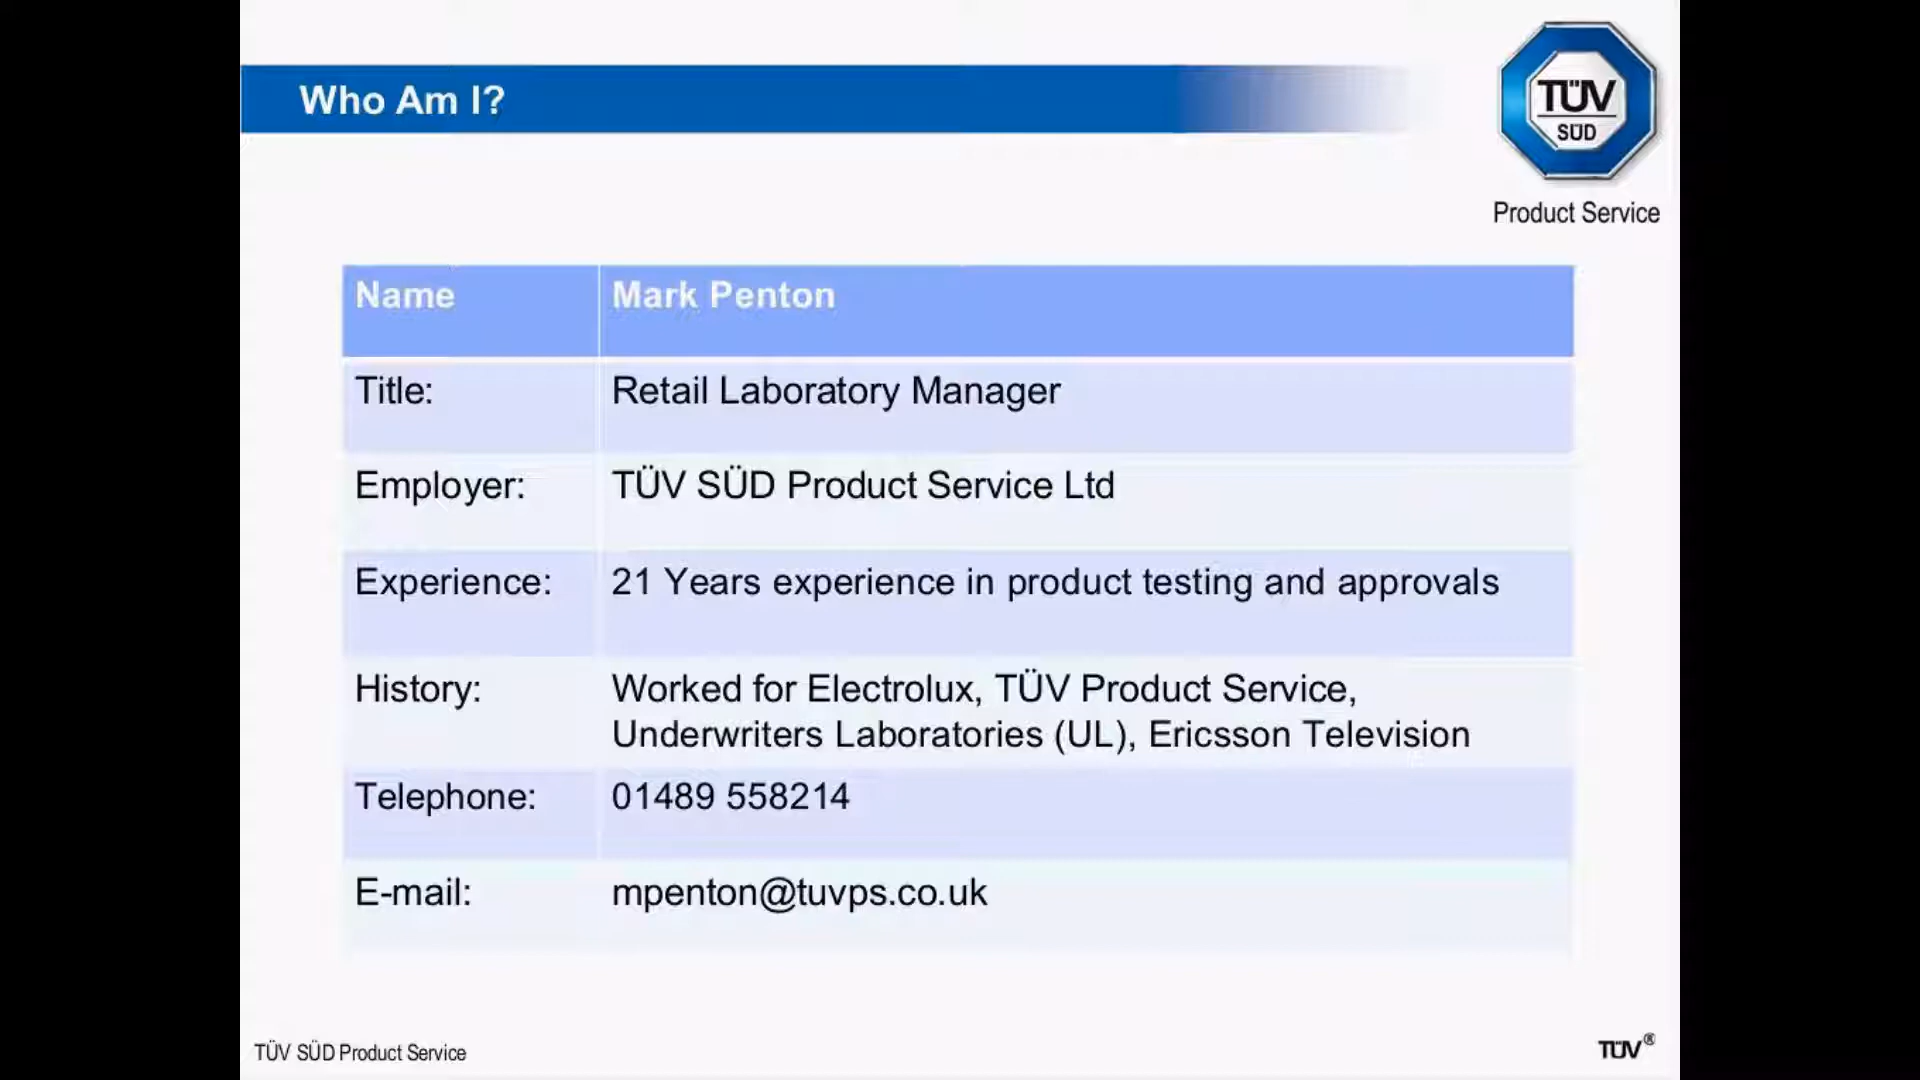 Who Am I?
TÜV
SÜD
Product Service
Name Mark Penton
Title: Retail Laboratory Manager
Employer: TÜV SÜD Product Service Ltd
Experience: 21 Years experience in product testing and approvals
History: Worked for Electrolux, TÜV Product Service,
Underwriters Laboratories (UL), Ericsson Television
Telephone: 01489 558214
E-mail: mpenton@tuvps.co.uk
TÜV SÜD Product Service
TÜV®